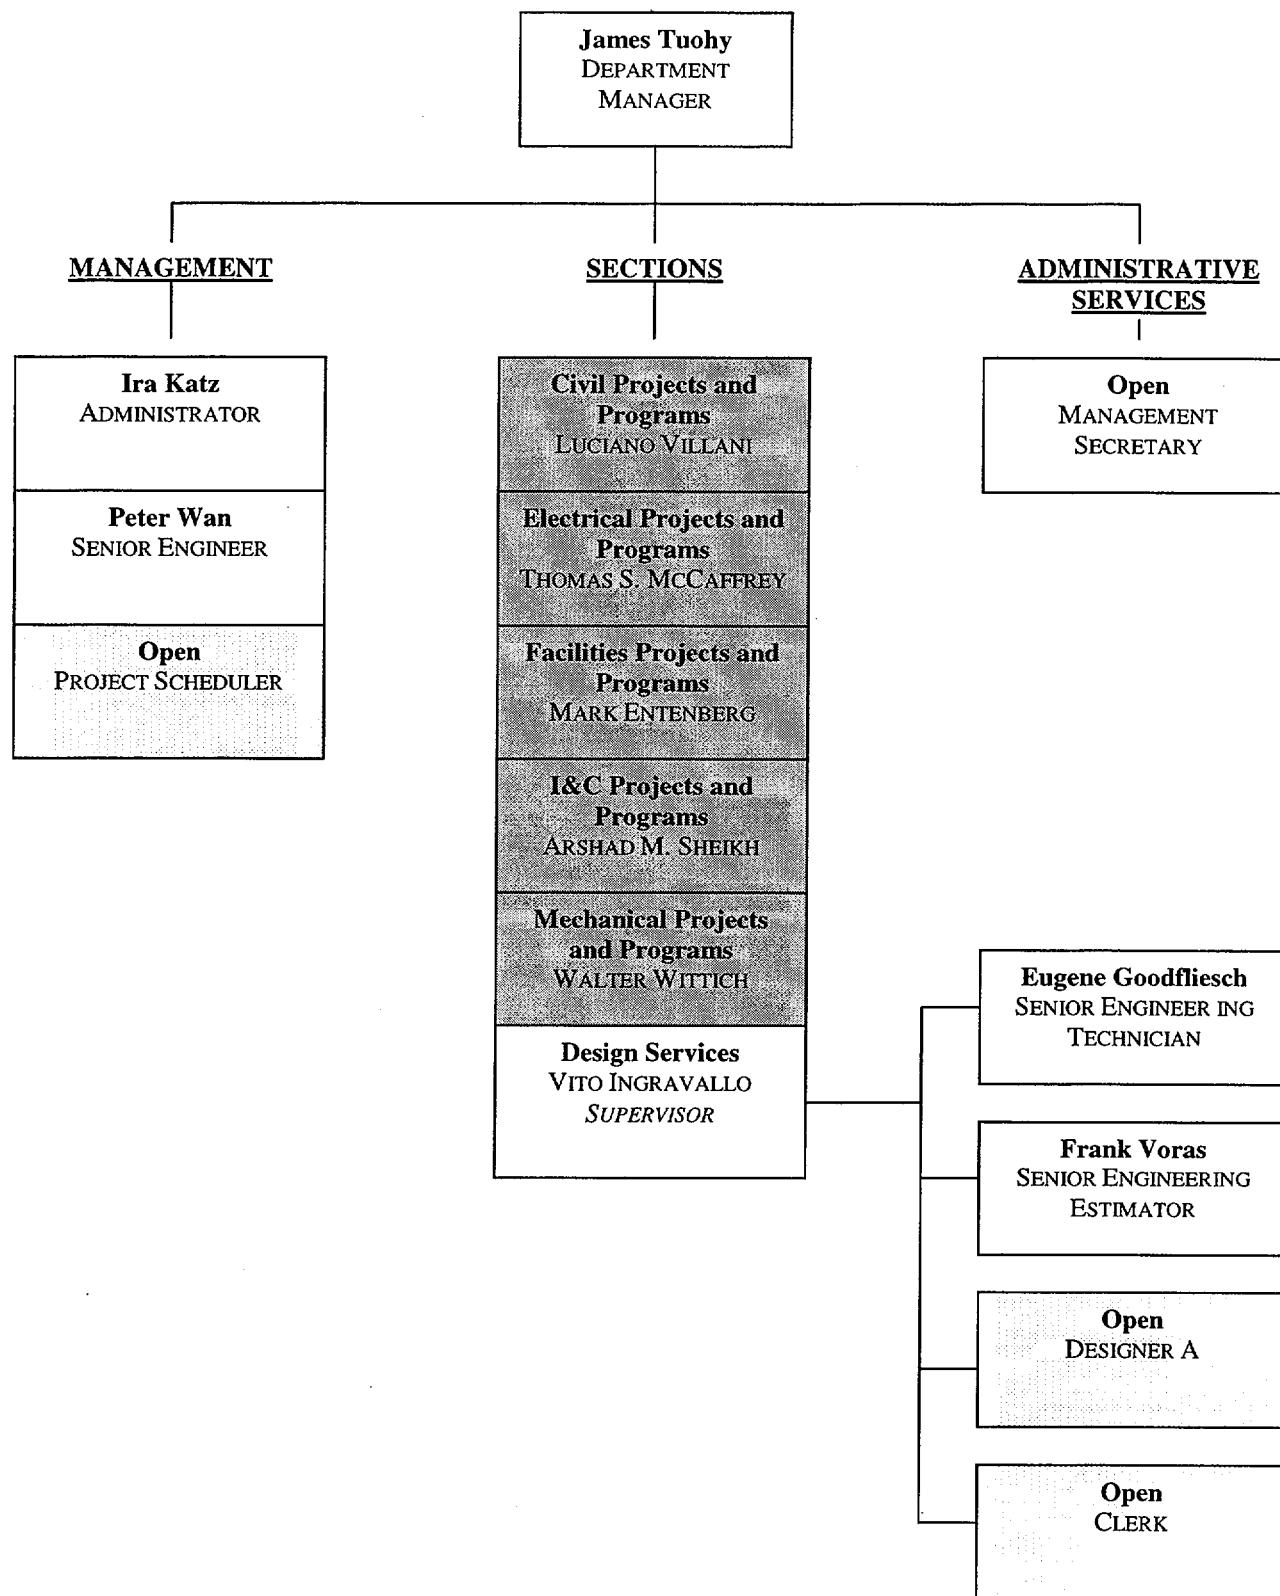 James Tuohy
DEPARTMENT
MANAGER
MANAGEMENT
SECTIONS
ADMINISTRATIVE
SERVICES
Ira Katz
ADMINISTRATOR
Peter Wan
SENIOR ENGINEER
Open
PROJECT SCHEDULER
Civil Projects and
Programs
LUCIANO VILLANI
Electrical Projects and
Programs
THOMAS S. MCCAFFREY
Facilities Projects and
Programs
MARK ENTENBERG
I&C Projects and
Programs
ARSHAD M. SHEIKH
Mechanical Projects
and Programs
WALTER WITTICH
Design Services
VITO INGRAVALLO
SUPERVISOR
Open
MANAGEMENT
SECRETARY
Eugene Goodfliesch
SENIOR ENGINEER ING
TECHNICIAN
Frank Voras
SENIOR ENGINEERING
ESTIMATOR
Open
DESIGNER A
Open
CLERK